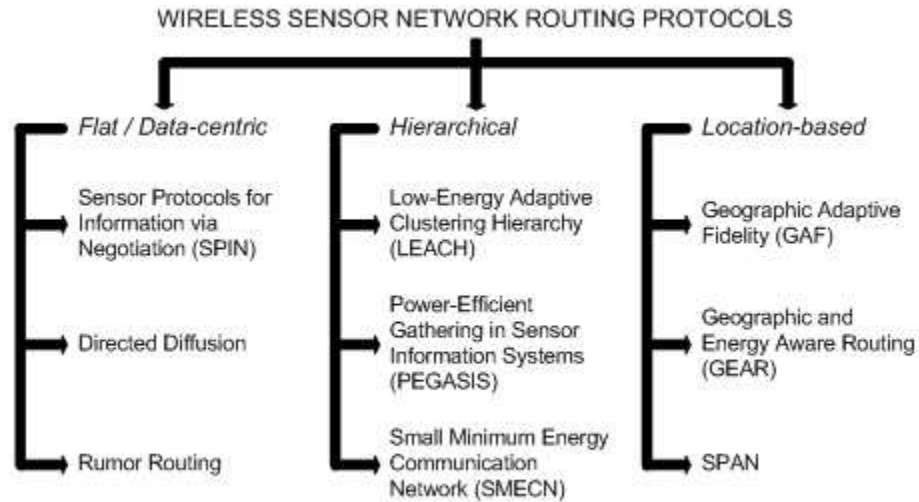 WIRELESS SENSOR NETWORK ROUTING PROTOCOLS
Flat / Data-centric
Sensor Protocols for
Information via
Negotiation (SPIN)
Directed Diffusion
Rumor Routing
Hierarchical
Low-Energy Adaptive
Clustering Hierarchy
(LEACH)
Power-Efficient
Gathering in Sensor
Information Systems
(PEGASIS)
Small Minimum Energy
Communication
Network (SMECN)
Location-based
Geographic Adaptive
Fidelity (GAF)
Geographic and
Energy Aware Routing
(GEAR)
SPAN